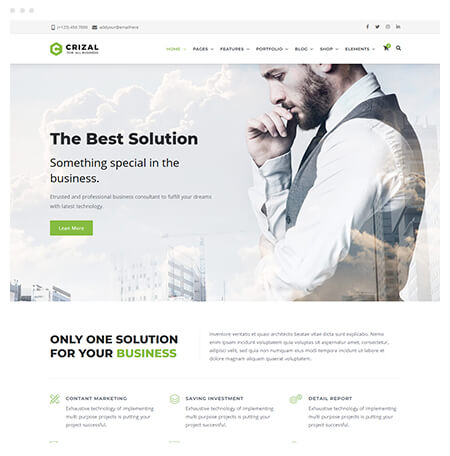 (+123) 456 7899 addyour@emailhere
CRIZAL
FOR ALL BUSINESS
HOME PAGES FEATURES PORTFOLIO BLOG SHOP ELEMENTS
The Best Solution
Something special in the
business.
Etrusted and professional business consultant to fulfill your dreams
with latest technology.
Learn More
ONLY ONE SOLUTION
FOR YOUR BUSINESS
Inventore veritatis et quasi architecto beatae vitae dicta sunt explicabo. Nemo
enim ipsam incidunt voluptatem quia voluptas sit aspernatur amet, consectetur,
adipisci velit, sed quia non numquam eius modi tempora incidunt ut labore et
dolore magnam aliquam quaerat voluptatem.
CONTANT MARKETING
Exhaustive technology of implementing
multi purpose projects is putting your
project successful.
SAVING INVESTMENT
Exhaustive technology of implementing
multi purpose projects is putting your
project successful.
DETAIL REPORT
Exhaustive technology of implementing
multi purpose projects is putting your
project successful.